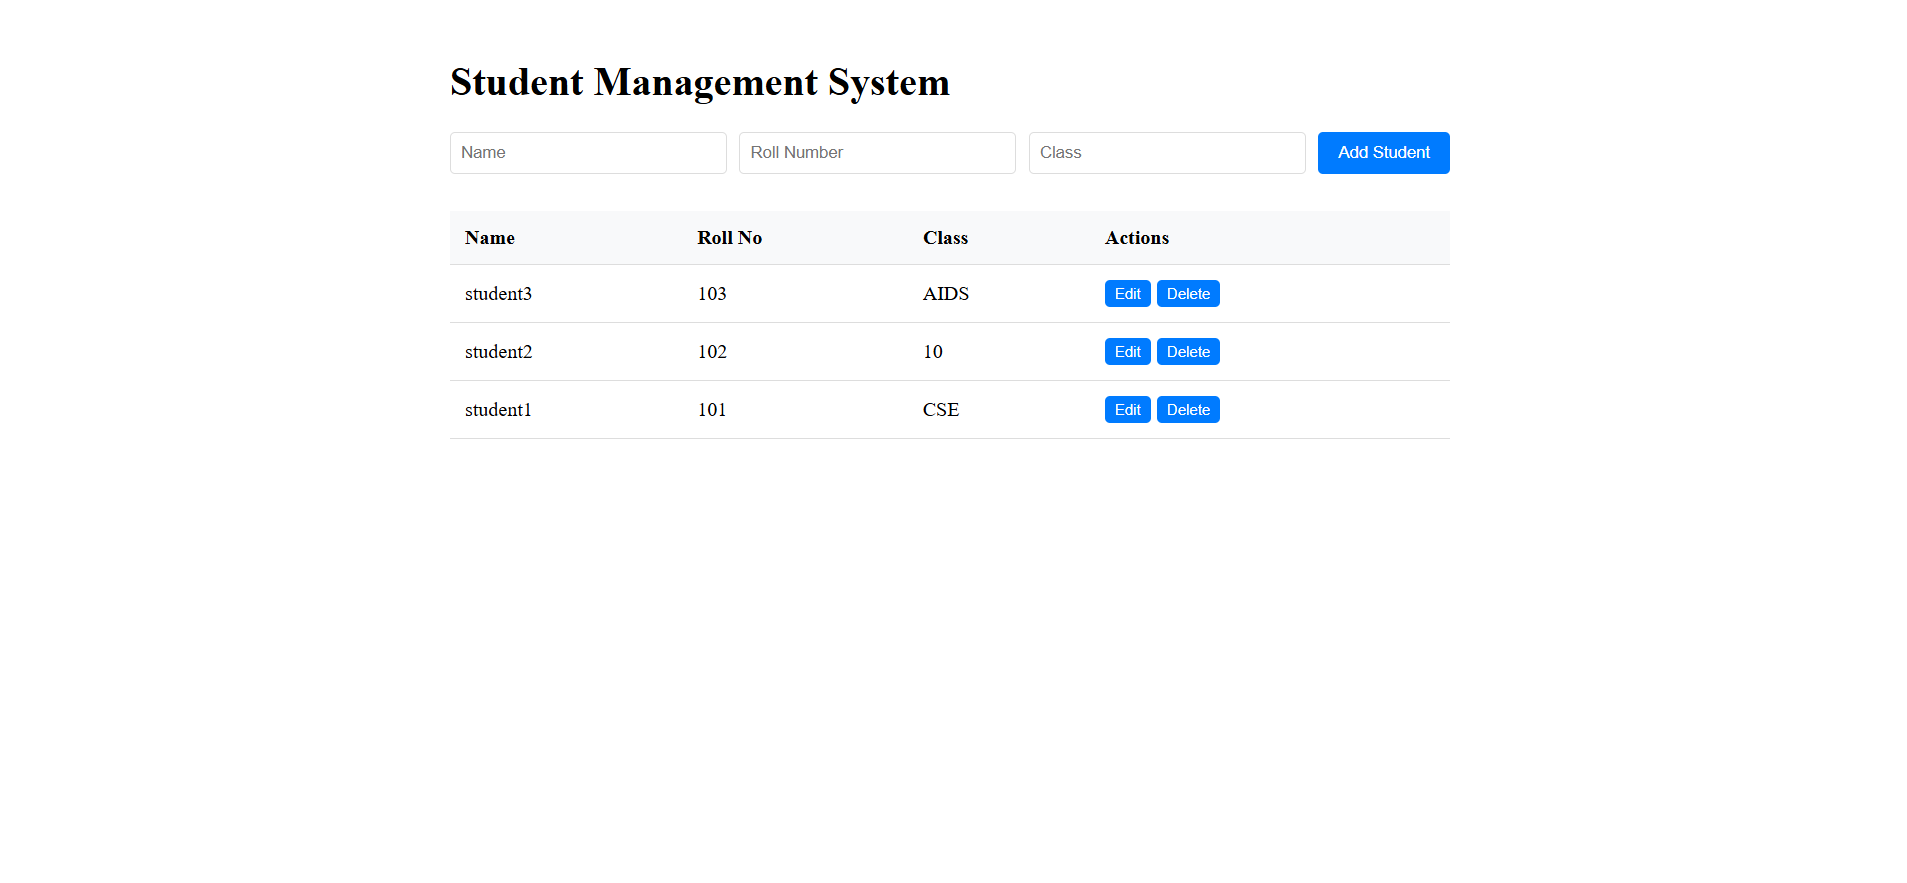 Student Management System
Name Roll Number Class Add Student
Name Roll No Class Actions
student3 103 AIDS Edit Delete
student2 102 10 Edit Delete
student1 101 CSE Edit Delete